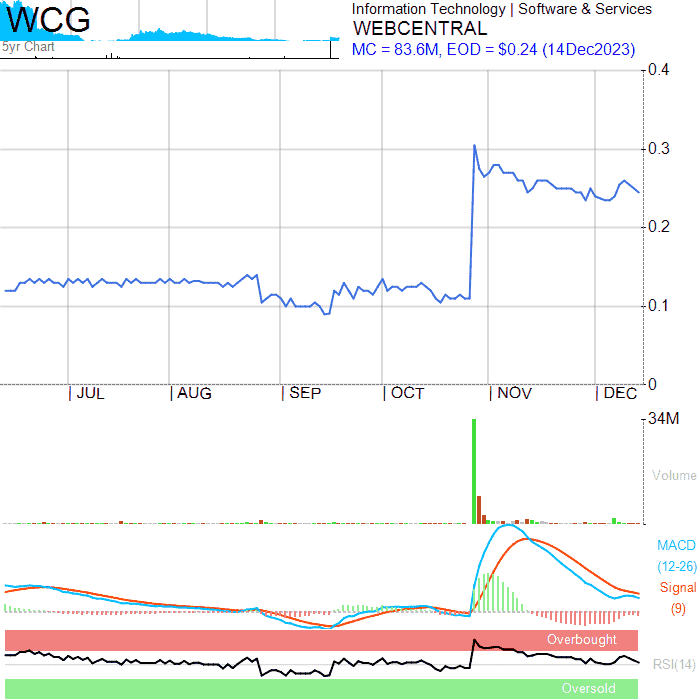 WCG
5yr Chart
Information Technology | Software & Services
WEBCENTRAL
MC = 83.6M, EOD = $0.24 (14Dec2023)
0.4
0.3
0.2
0.1
0
| JUL | AUG | SEP | OCT | NOV | DEC
34M
Volume
MACD
(12-26)
Signal
(9)
Overbought
RSI(14)
Oversold